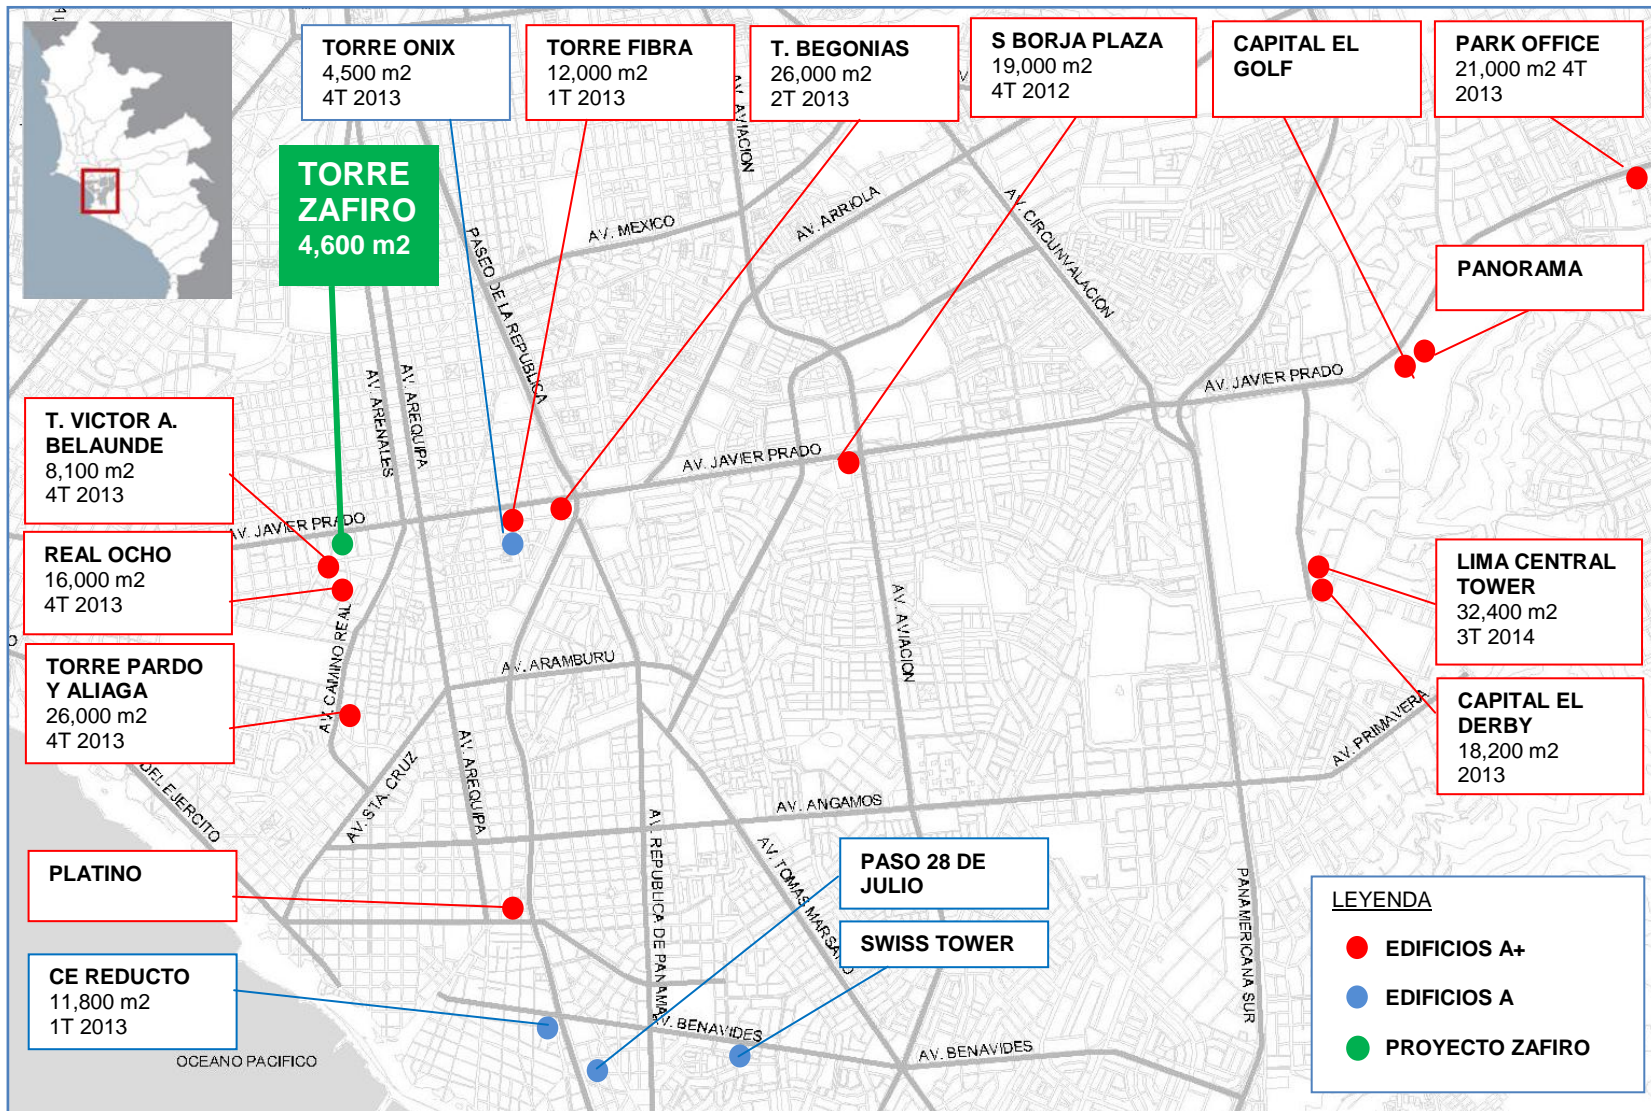 TORRE ONIX
4,500 m2
4T 2013
TORRE FIBRA
12,000 m2
1T 2013
T. BEGONIAS
26,000 m2
2T 2013
S BORJA PLAZA
19,000 m2
4T 2012
CAPITAL EL
GOLF
PARK OFFICE
21,000 m2 4T
2013
TORRE
ZAFIRO
4,600 m2
PANORAMA
T. VICTOR A.
BELAUNDE
8,100 m2
4T 2013
REAL OCHO
16,000 m2
4T 2013
TORRE PARDO
Y ALIAGA
26,000 m2
4T 2013
LIMA CENTRAL
TOWER
32,400 m2
3T 2014
CAPITAL EL
DERBY
18,200 m2
2013
PLATINO
CE REDUCTO
11,800 m2
1T 2013
PASO 28 DE
JULIO
SWISS TOWER
LEYENDA
EDIFICIOS A+
EDIFICIOS A
PROYECTO ZAFIRO
AV. AVIACION
AV. MEXICO
AV. ARRIOLA
AV. CIRCUNVALACION
PASEO DE LA REPUBLICA
AV. ARENALES
AV. AREQUIPA
AV. JAVIER PRADO
AV. JAVIER PRADO
AV. JAVIER PRADO
AV. CAMINO REAL
AV. ARAMBURU
AV. AVIACION
AV. PRIMAVERA
AV. STA. CRUZ
AV. AREQUIPA
DEL EJERCITO
AV. ANGAMOS
AV. REPUBLICA DE PANAMA
AV. TOMAS MARSANO
PANAMERICANA SUR
AV. BENAVIDES
AV. BENAVIDES
OCEANO PACIFICO